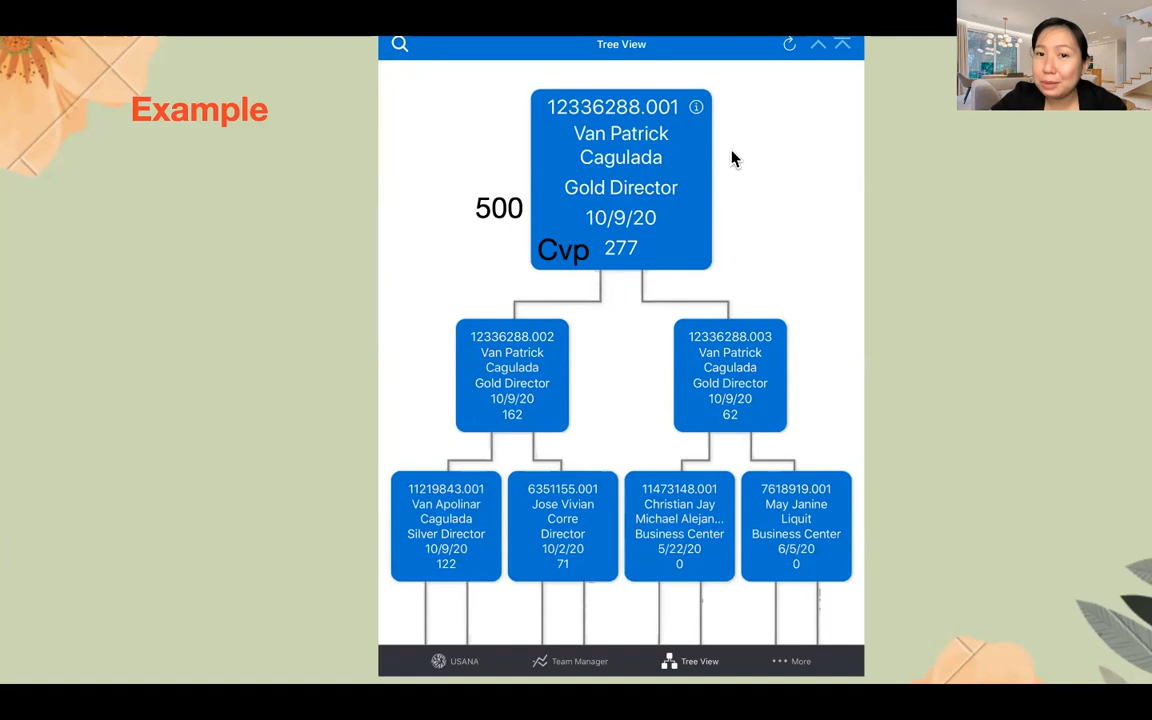 Tree View
Example
12336288.001
Van Patrick
Cagulada
Gold Director
10/9/20
500
Cvp 277
12336288.002
Van Patrick
Cagulada
Gold Director
10/9/20
162
12336288.003
Van Patrick
Cagulada
Gold Director
10/9/20
62
11219843.001
Van Apolinar
Cagulada
Silver Director
10/9/20
122
6351155.001
Jose Vivian
Corre
Director
10/2/20
71
11473148.001
Christian Jay
Michael Alejan...
Business Center
5/22/20
0
7618919.001
May Janine
Liquit
Business Center
6/5/20
0
USANA Team Manager Tree View More